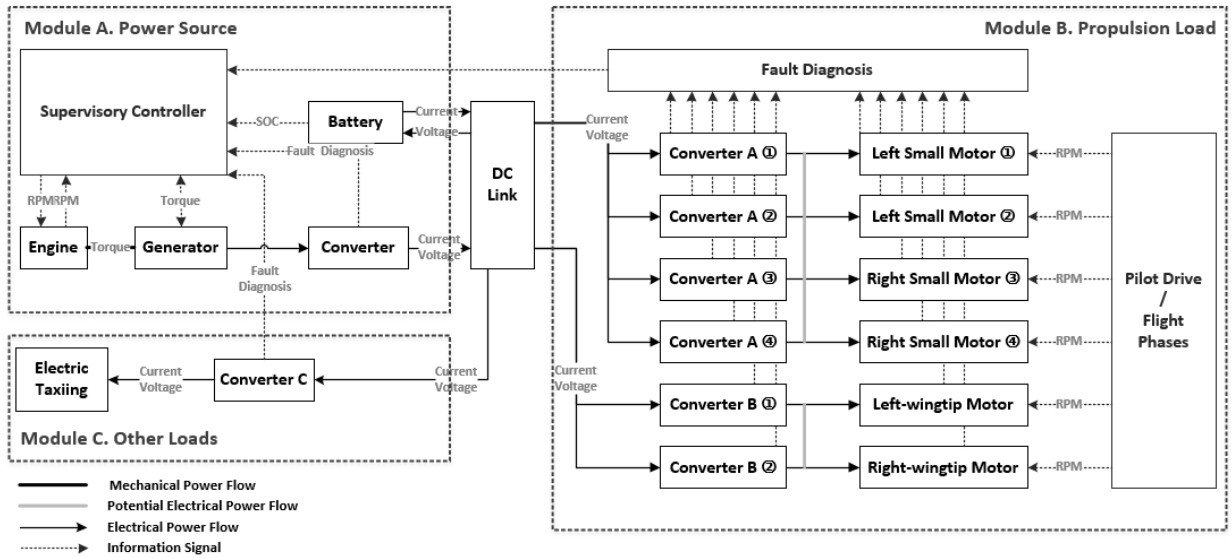 Module A. Power Source
Supervisory Controller
SOC
Battery
Current
Voltage
Fault Diagnosis
RPM
RPM
Torque
Engine
Torque
Generator
Converter
Current
Voltage
Fault
Diagnosis
DC
Link
Electric
Taxiing
Current
Voltage
Converter C
Current
Voltage
Module C. Other Loads
Module B. Propulsion Load
Fault Diagnosis
Current
Voltage
Converter A ①
Left Small Motor ①
RPM
Converter A ②
Left Small Motor ②
RPM
Converter A ③
Right Small Motor ③
RPM
Converter A ④
Right Small Motor ④
RPM
Current
Voltage
Converter B ①
Left-wingtip Motor
RPM
Converter B ②
Right-wingtip Motor
RPM
Pilot Drive
/
Flight
Phases
Mechanical Power Flow
Potential Electrical Power Flow
Electrical Power Flow
Information Signal